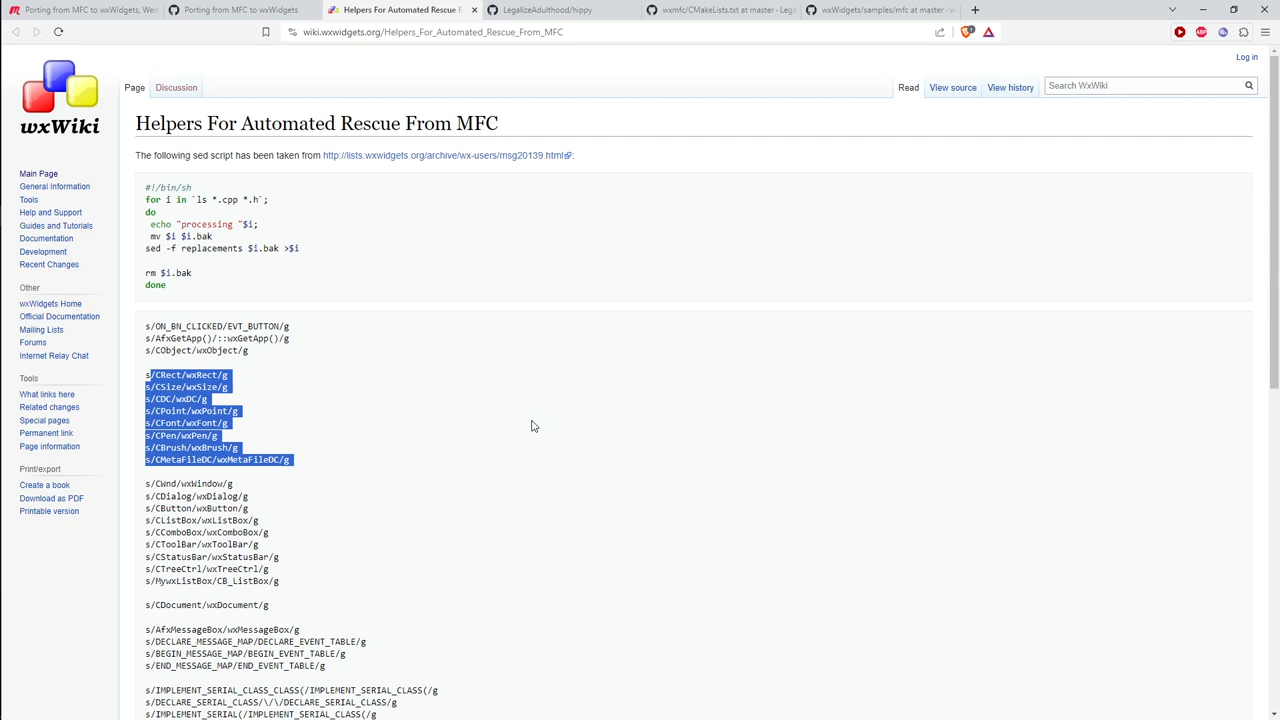 Porting from MFC to wxWidgets, Wed
Porting from MFC to wxWidgets
Helpers For Automated Rescue F
LegalizeAdulthood/hippy
wxmfc/CMakeLists.txt at master · Lega
wxWidgets/samples/mfc at master · w
wiki.wxwidgets.org/Helpers_For_Automated_Rescue_From_MFC
Log in
wxWiki
Page
Discussion
Read
View source
View history
Search WxWiki
Helpers For Automated Rescue From MFC
The following sed script has been taken from http://lists.wxwidgets.org/archive/wx-users/msg20139.html:
#!/bin/sh
for i in `ls *.cpp *.h`;
do
echo "processing "$i;
mv $i $i.bak
sed -f replacements $i.bak >$i
rm $i.bak
done
s/ON_BN_CLICKED/EVT_BUTTON/g
s/AfxGetApp()/::wxGetApp()/g
s/CObject/wxObject/g
s/CRect/wxRect/g
s/CSize/wxSize/g
s/CDC/wxDC/g
s/CPoint/wxPoint/g
s/CFont/wxFont/g
s/CPen/wxPen/g
s/CBrush/wxBrush/g
s/CMetaFileDC/wxMetaFileDC/g
s/CWnd/wxWindow/g
s/CDialog/wxDialog/g
s/CButton/wxButton/g
s/CListBox/wxListBox/g
s/CComboBox/wxComboBox/g
s/CToolBar/wxToolBar/g
s/CStatusBar/wxStatusBar/g
s/CTreeCtrl/wxTreeCtrl/g
s/MywxListBox/CB_ListBox/g
s/CDocument/wxDocument/g
s/AfxMessageBox/wxMessageBox/g
s/DECLARE_MESSAGE_MAP/DECLARE_EVENT_TABLE/g
s/BEGIN_MESSAGE_MAP/BEGIN_EVENT_TABLE/g
s/END_MESSAGE_MAP/END_EVENT_TABLE/g
s/IMPLEMENT_SERIAL_CLASS_CLASS(/IMPLEMENT_SERIAL_CLASS(/g
s/DECLARE_SERIAL_CLASS/\/\/DECLARE_SERIAL_CLASS/g
s/IMPLEMENT_SERIAL(/IMPLEMENT_SERIAL_CLASS(/g
Main Page
General Information
Tools
Help and Support
Guides and Tutorials
Documentation
Development
Recent Changes
Other
wxWidgets Home
Official Documentation
Mailing Lists
Forums
Internet Relay Chat
Tools
What links here
Related changes
Special pages
Permanent link
Page information
Print/export
Create a book
Download as PDF
Printable version